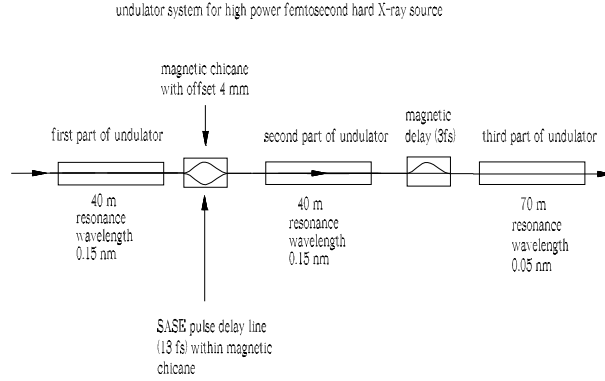 undulator system for high power femtosecond hard X-ray source
magnetic chicane
with offset 4 mm
first part of undulator
second part of undulator
magnetic
delay (3fs)
third part of undulator
40 m
resonance
wavelength
0.15 nm
40 m
resonance
wavelength
0.15 nm
70 m
resonance
wavelength
0.05 nm
SASE pulse delay line
(13 fs) within magnetic
chicane